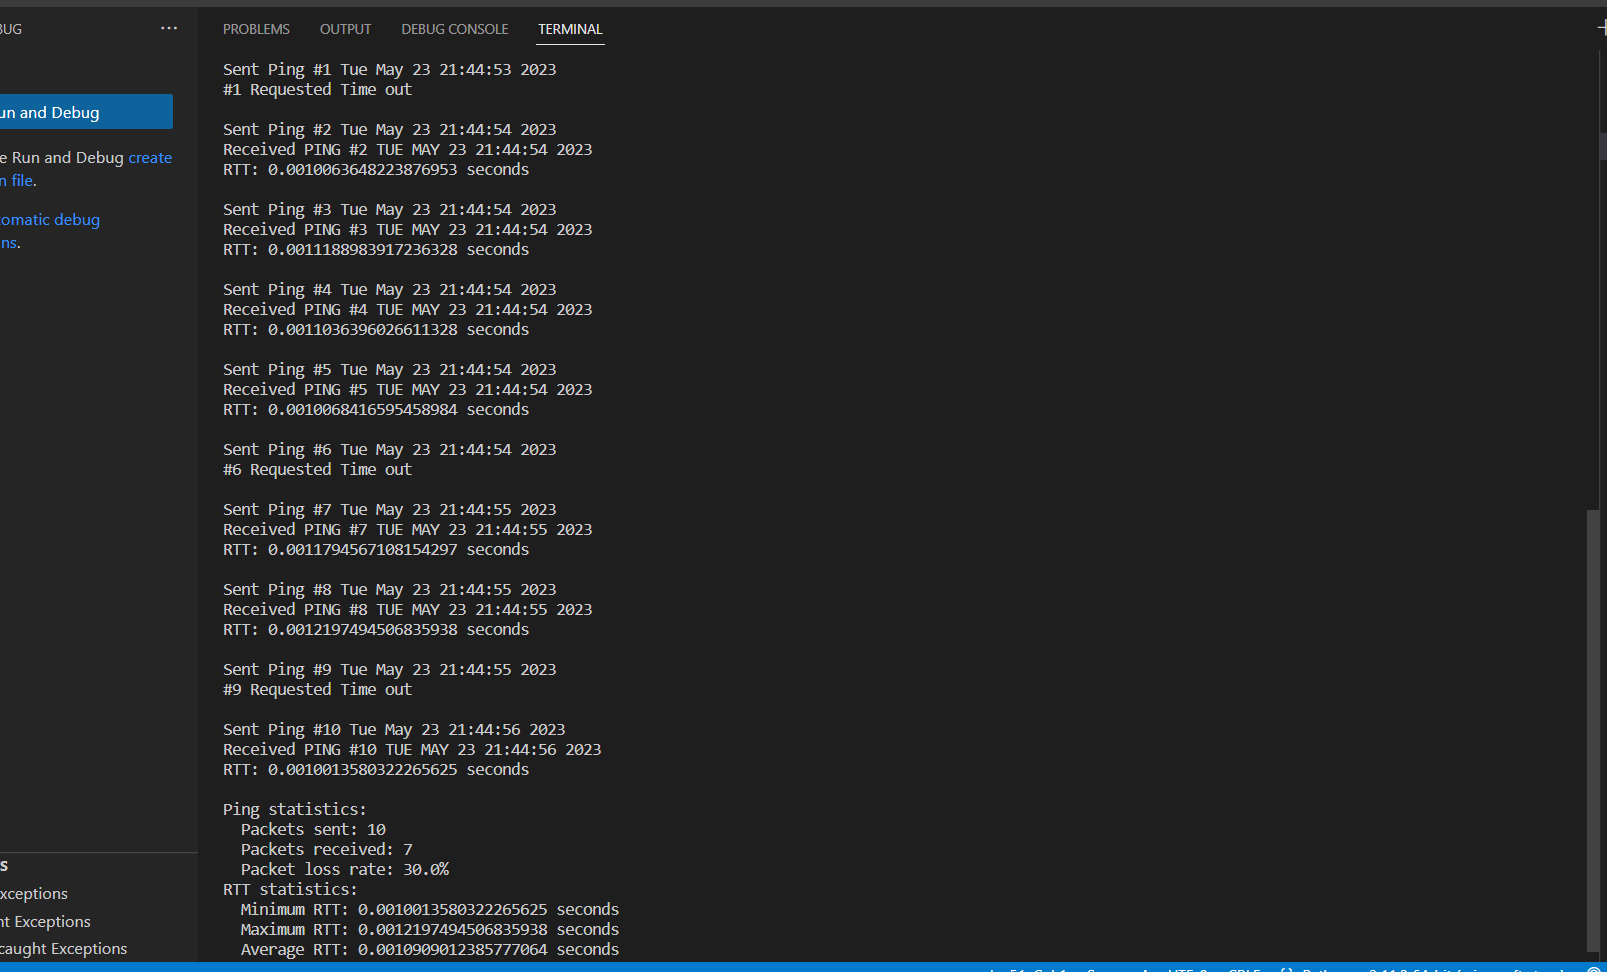 PROBLEMS OUTPUT DEBUG CONSOLE TERMINAL
...
and Debug
Run and Debug create
file.
debug
Exceptions
Sent Ping #1 Tue May 23 21:44:53 2023
#1 Requested Time out
Sent Ping #2 Tue May 23 21:44:54 2023
Received PING #2 TUE MAY 23 21:44:54 2023
RTT: 0.0010063648223876953 seconds
Sent Ping #3 Tue May 23 21:44:54 2023
Received PING #3 TUE MAY 23 21:44:54 2023
RTT: 0.0011188983917236328 seconds
Sent Ping #4 Tue May 23 21:44:54 2023
Received PING #4 TUE MAY 23 21:44:54 2023
RTT: 0.0011036396026611328 seconds
Sent Ping #5 Tue May 23 21:44:54 2023
Received PING #5 TUE MAY 23 21:44:54 2023
RTT: 0.0010068416595458984 seconds
Sent Ping #6 Tue May 23 21:44:54 2023
#6 Requested Time out
Sent Ping #7 Tue May 23 21:44:55 2023
Received PING #7 TUE MAY 23 21:44:55 2023
RTT: 0.0011794567108154297 seconds
Sent Ping #8 Tue May 23 21:44:55 2023
Received PING #8 TUE MAY 23 21:44:55 2023
RTT: 0.0012197494506835938 seconds
Sent Ping #9 Tue May 23 21:44:55 2023
#9 Requested Time out
Sent Ping #10 Tue May 23 21:44:56 2023
Received PING #10 TUE MAY 23 21:44:56 2023
RTT: 0.0010013580322265625 seconds
Ping statistics:
Packets sent: 10
Packets received: 7
Packet loss rate: 30.0%
RTT statistics:
Minimum RTT: 0.0010013580322265625 seconds
Maximum RTT: 0.0012197494506835938 seconds
Average RTT: 0.0010909012385777064 seconds